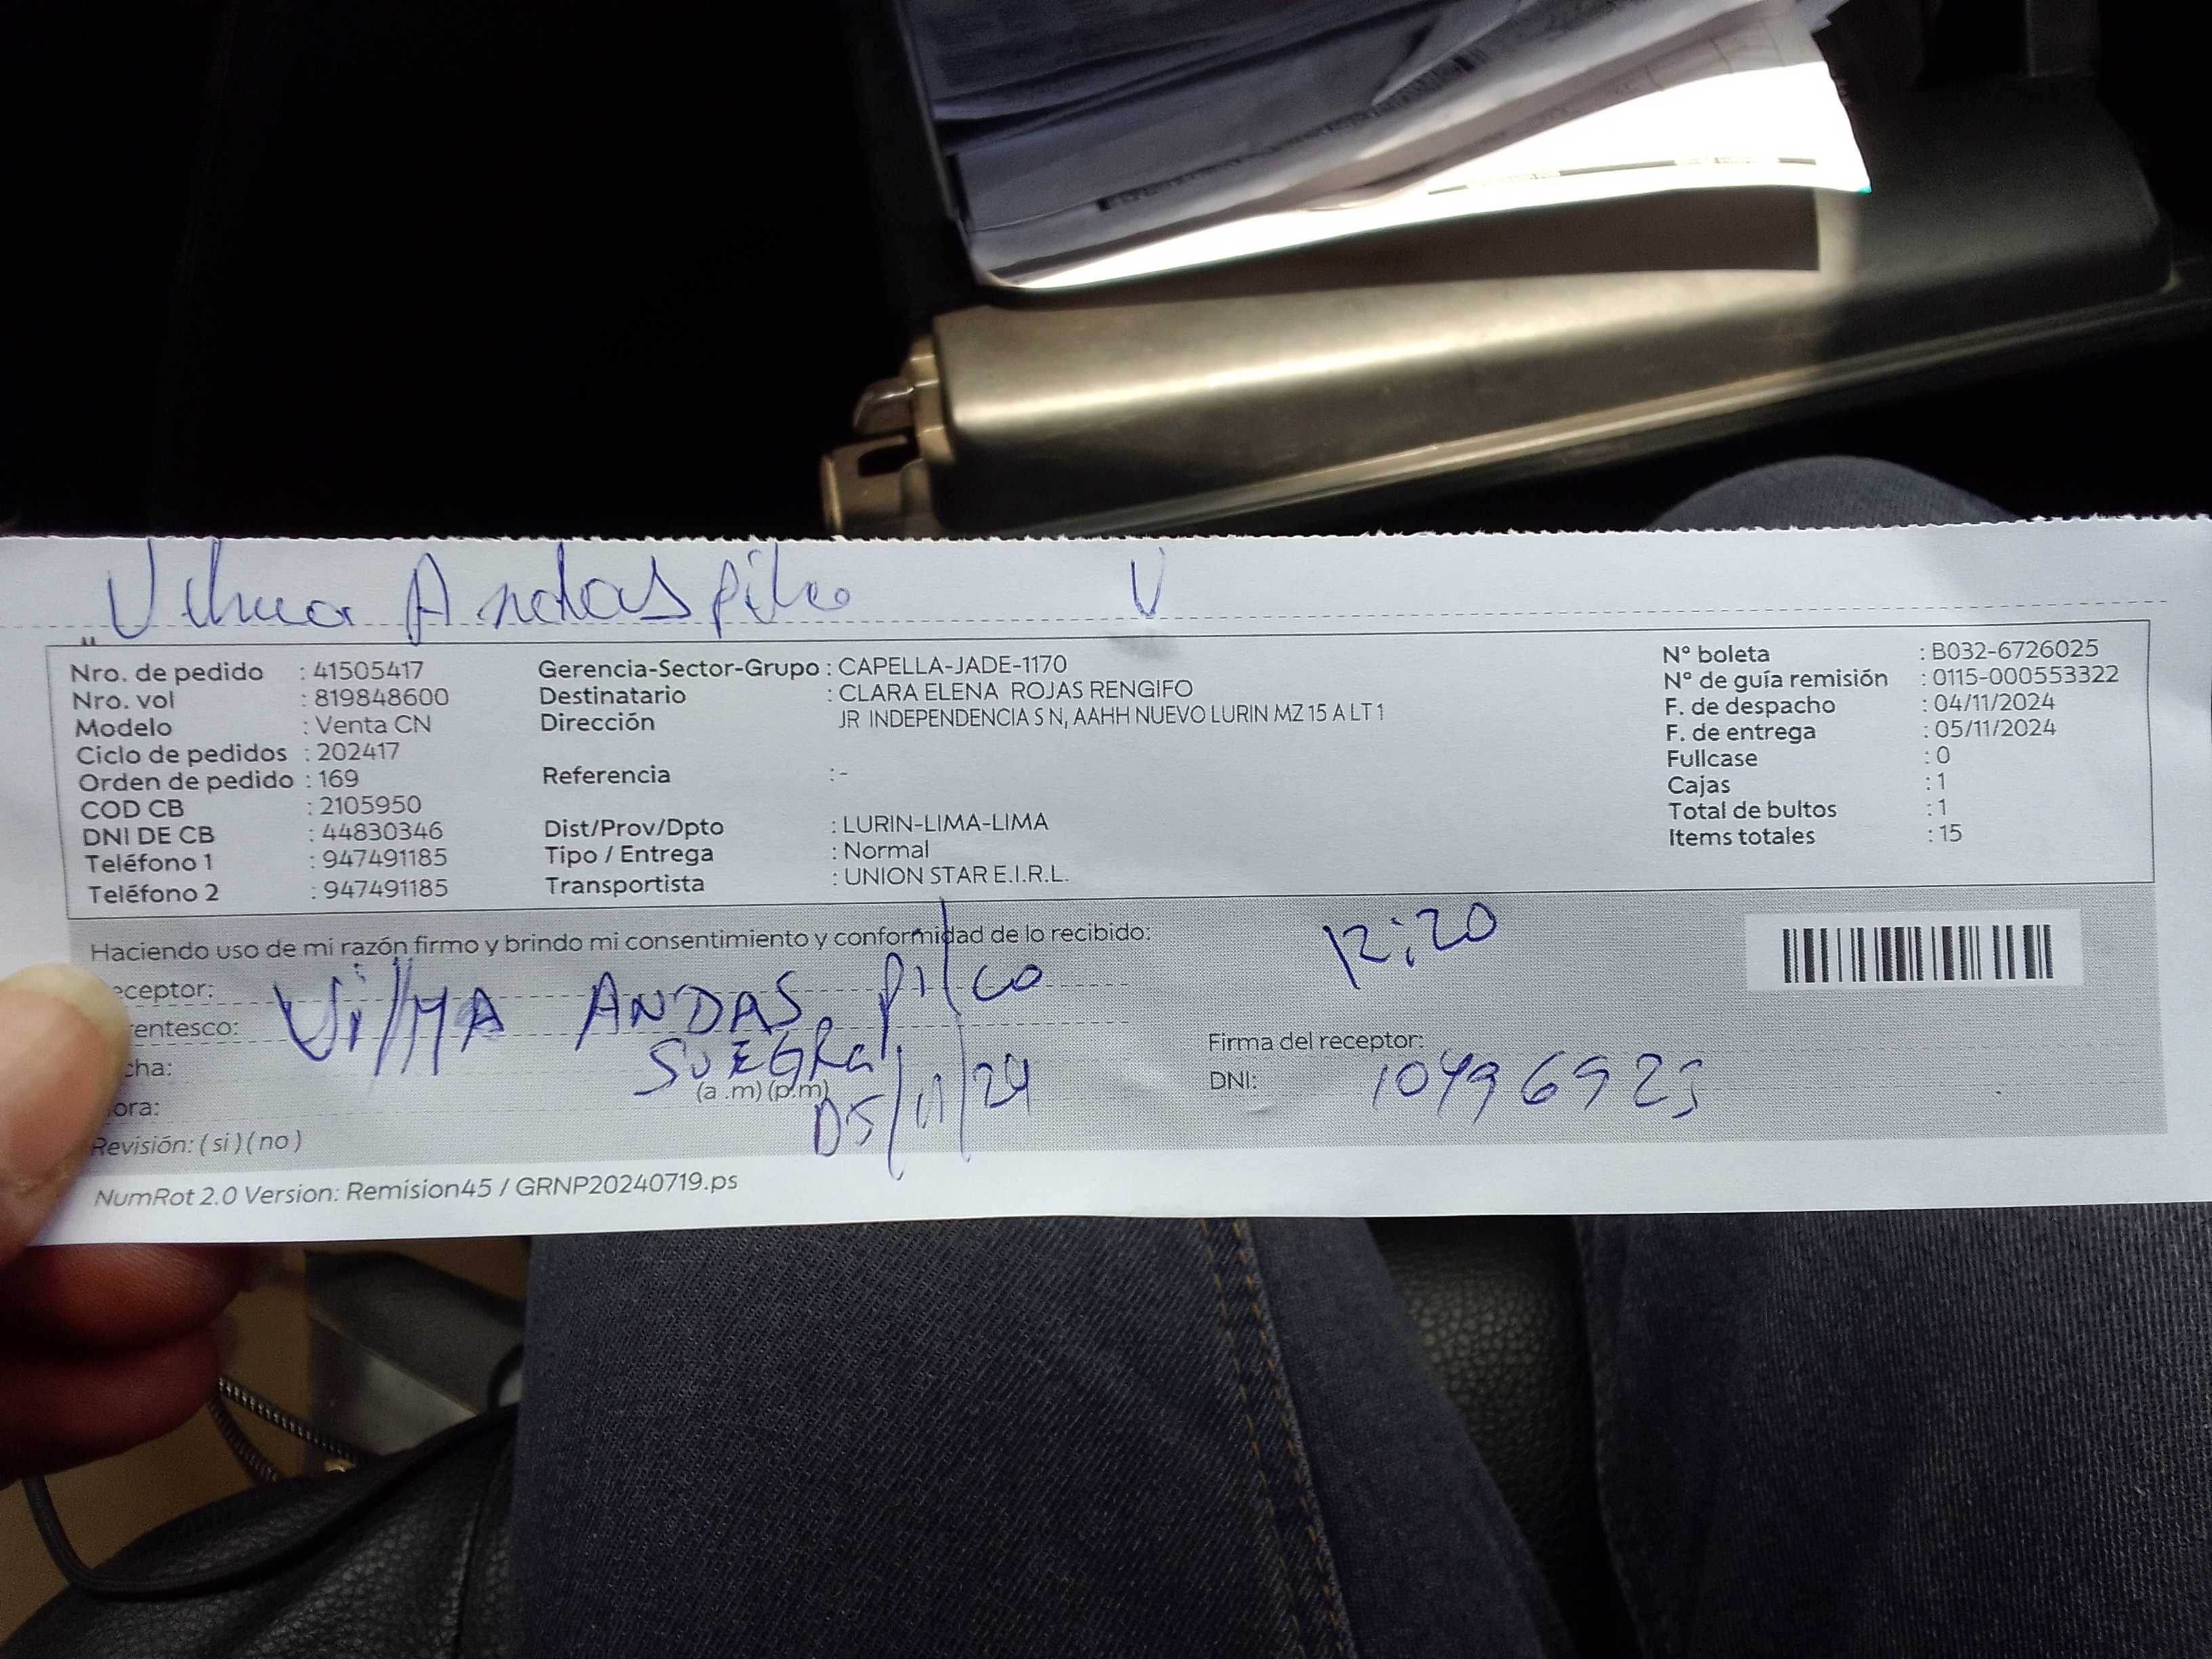 Vilma Andas Pilco V
Nro. de pedido : 41505417
Nro. vol : 819848600
Modelo : Venta CN
Ciclo de pedidos : 202417
Orden de pedido : 169
COD CB : 2105950
DNI DE CB : 44830346
Teléfono 1 : 947491185
Teléfono 2 : 947491185
Gerencia-Sector-Grupo : CAPELLA-JADE-1170
Destinatario : CLARA ELENA ROJAS RENGIFO
Dirección JR INDEPENDENCIA S N, AAHH NUEVO LURIN MZ 15 A LT 1
Referencia :-
Dist/Prov/Dpto : LURIN-LIMA-LIMA
Tipo / Entrega : Normal
Transportista : UNION STAR E.I.R.L.
N° boleta : B032-6726025
N° de guía remisión : 0115-000553322
F. de despacho : 04/11/2024
F. de entrega : 05/11/2024
Fullcase : 0
Cajas : 1
Total de bultos : 1
Items totales : 15
Haciendo uso de mi razón firmo y brindo mi consentimiento y conformidad de lo recibido:
12:20
eceptor: VilMA ANDAS PilCO
rentesco: SUEGRA
cha: 05/11/24
ora: (a .m) (p.m)
Revisión: ( si ) ( no )
Firma del receptor:
DNI:
NumRot 2.0 Version: Remision45 / GRNP20240719.ps